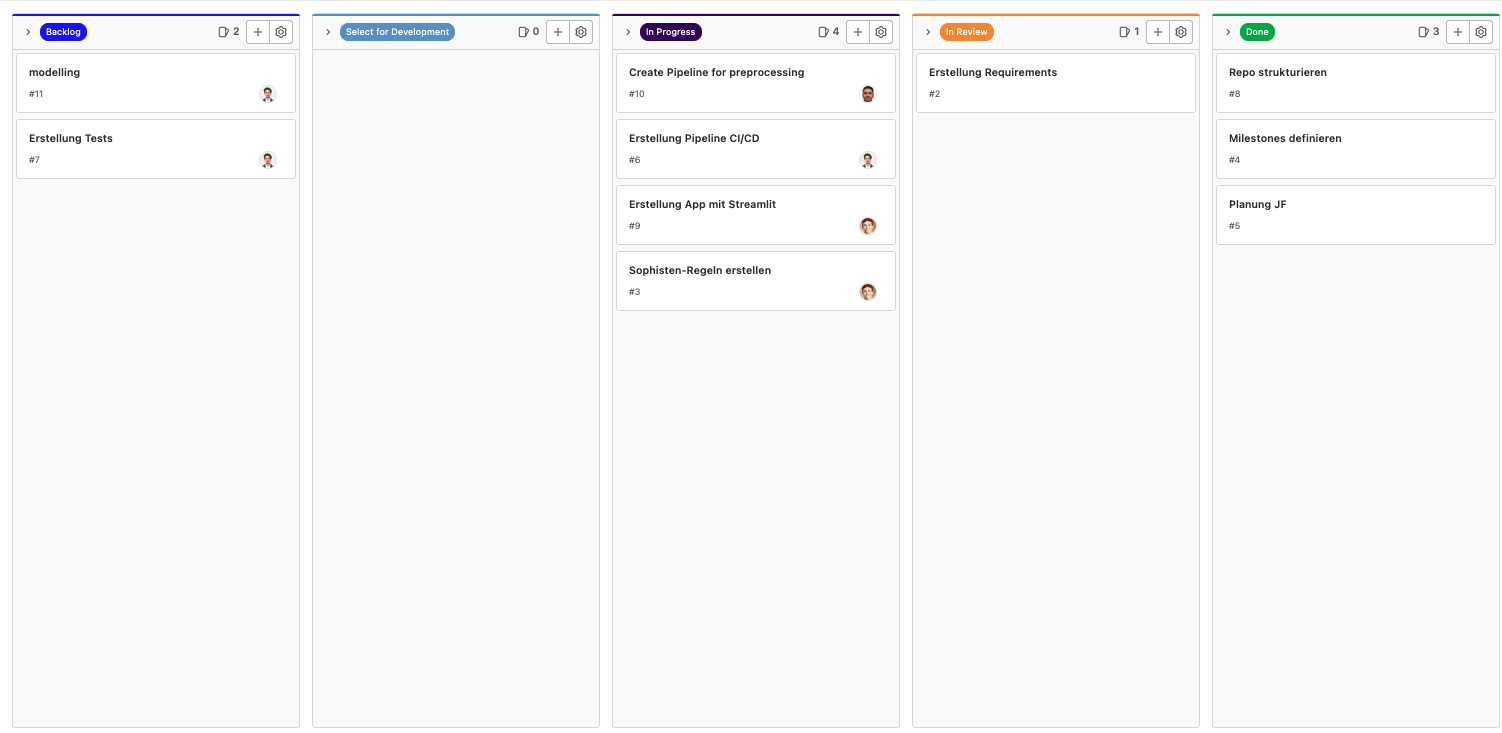 Backlog
2
modelling
#11
Erstellung Tests
#7
Select for Development
0
In Progress
4
Create Pipeline for preprocessing
#10
Erstellung Pipeline CI/CD
#6
Erstellung App mit Streamlit
#9
Sophisten-Regeln erstellen
#3
In Review
1
Erstellung Requirements
#2
Done
3
Repo strukturieren
#8
Milestones definieren
#4
Planung JF
#5